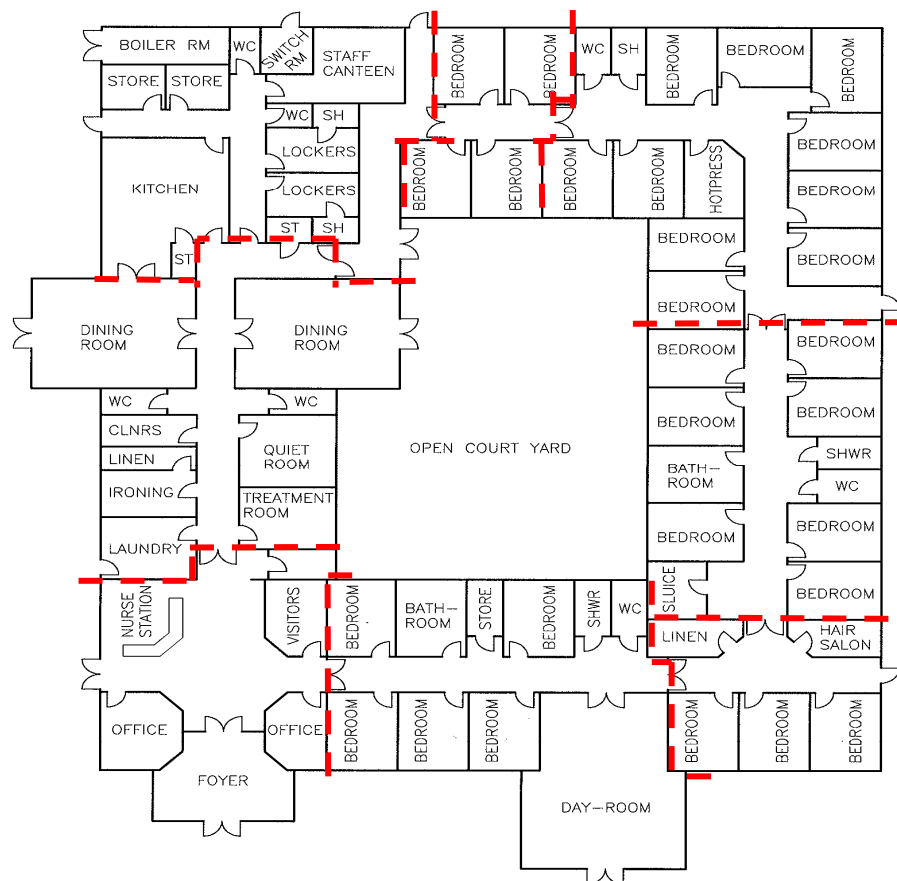 BOILER RM
WC
SWITCH
RM
STAFF
CANTEEN
BEDROOM
BEDROOM
WC
SH
BEDROOM
BEDROOM
BEDROOM
STORE
STORE
WC
SH
LOCKERS
LOCKERS
ST
SH
KITCHEN
ST
BEDROOM
BEDROOM
BEDROOM
BEDROOM
HOTPRESS
BEDROOM
BEDROOM
BEDROOM
BEDROOM
BEDROOM
DINING
ROOM
DINING
ROOM
BEDROOM
BEDROOM
BEDROOM
BEDROOM
WC
WC
CLNRS
LINEN
IRONING
LAUNDRY
QUIET
ROOM
TREATMENT
ROOM
OPEN COURT YARD
BATH-
ROOM
SHWR
WC
BEDROOM
BEDROOM
SLUICE
BEDROOM
NURSE
STATION
VISITORS
BEDROOM
BATH-
ROOM
STORE
BEDROOM
SHWR
WC
LINEN
HAIR
SALON
OFFICE
OFFICE
BEDROOM
BEDROOM
BEDROOM
BEDROOM
BEDROOM
BEDROOM
FOYER
DAY-ROOM